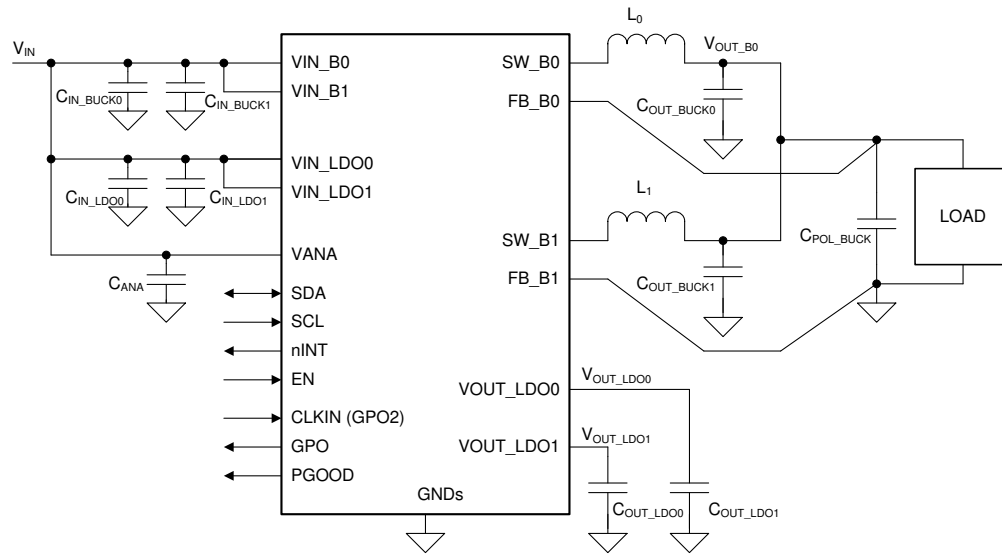 L0
VIN
VOUT_B0
VIN_B0
SW_B0
VIN_B1
CIN_BUCK0
CIN_BUCK1
FB_B0
COUT_BUCK0
VIN_LDO0
VIN_LDO1
CIN_LDO0
CIN_LDO1
L1
LOAD
SW_B1
CPOL_BUCK
VANA
FB_B1
CANA
COUT_BUCK1
SDA
SCL
nINT
EN
VOUT_LDO0
VOUT_LDO0
CLKIN (GPO2)
GPO
VOUT_LDO1
VOUT_LDO1
PGOOD
GNDs
COUT_LDO0
COUT_LDO1